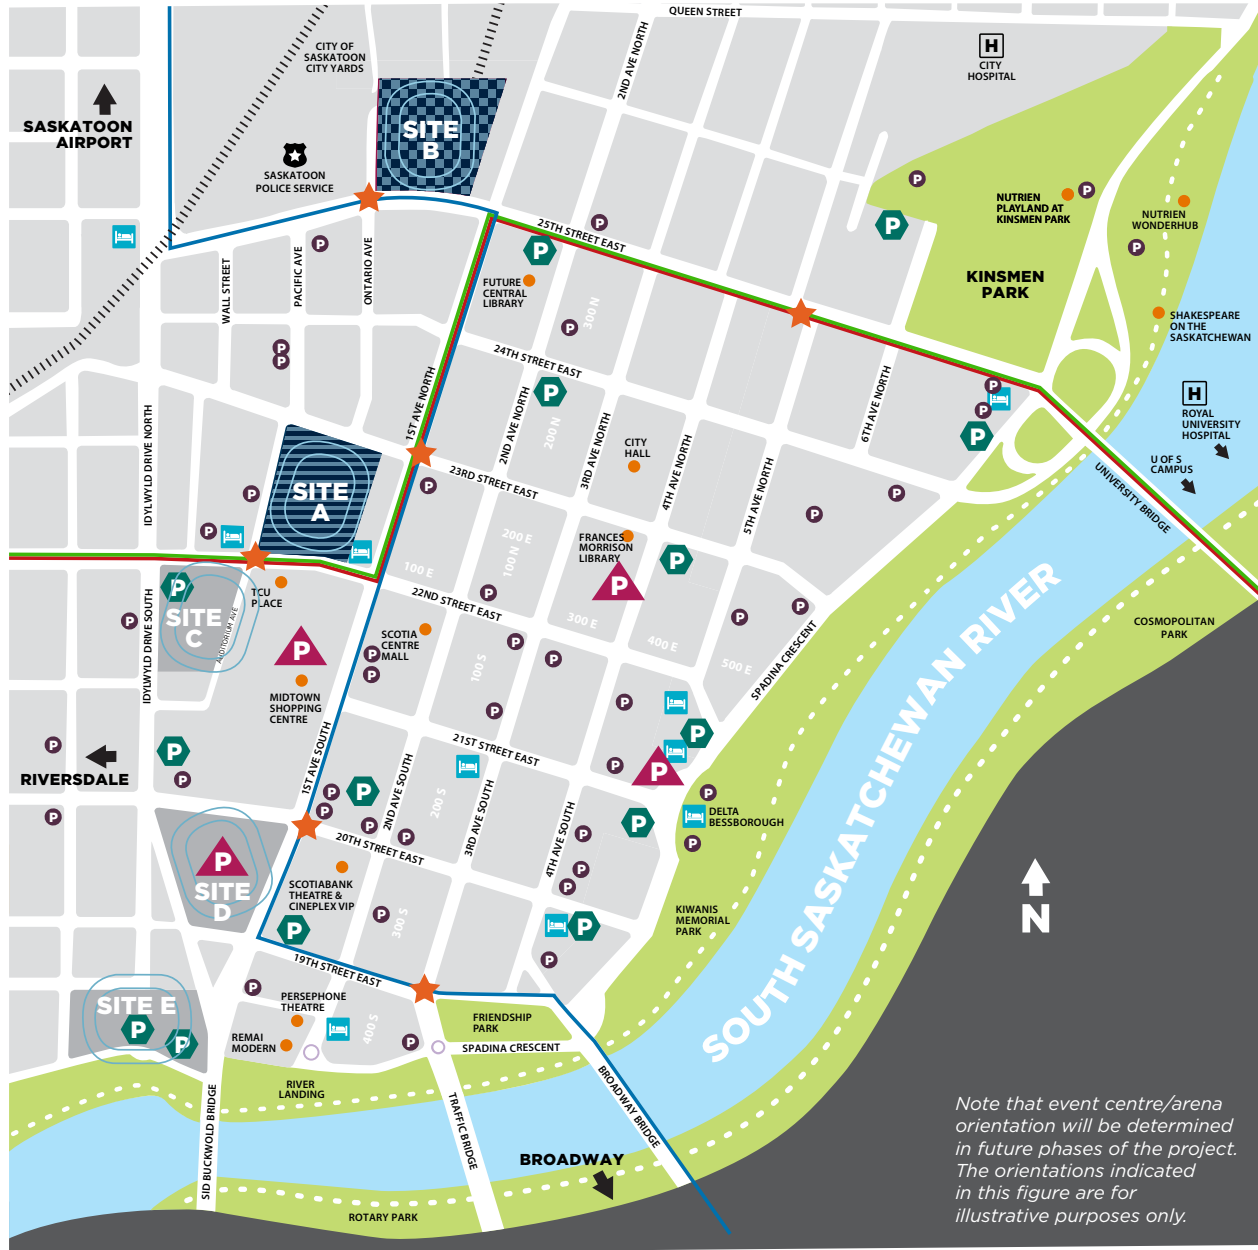 QUEEN STREET
CITY OF
SASKATOON
CITY YARDS
2ND AVE NORTH
H
CITY
HOSPITAL
SASKATOON
AIRPORT
SITE
B
SASKATOON
POLICE SERVICE
P
NUTRIEN
PLAYLAND AT
KINSMEN PARK
P
NUTRIEN
WONDERHUB
P
P
25TH STREET EAST
P
P
P
WALL STREET
PACIFIC AVE
ONTARIO AVE
FUTURE
CENTRAL
LIBRARY
300 N
KINSMEN
PARK
SHAKESPEARE
ON THE
SASKATCHEWAN
P
P
P
24TH STREET EAST
1ST AVE NORTH
2ND AVE NORTH
P
200 N
3RD AVE NORTH
6TH AVE NORTH
P
P
P
H
ROYAL
UNIVERSITY
HOSPITAL
U OF S
CAMPUS
UNIVERSITY BRIDGE
IDYLWYLD DRIVE NORTH
CITY
HALL
4TH AVE NORTH
5TH AVE NORTH
23RD STREET EAST
SITE
A
P
P
P
P
P
200 E
100 N
FRANCES
MORRISON
LIBRARY
P
P
100 E
22ND STREET EAST
P
300 E
400 E
500 E
P
P
SPADINA CRESCENT
COSMOPOLITAN
PARK
P
SITE
C
AUDITORIUM AVE
TCU
PLACE
P
IDYLWYLD DRIVE SOUTH
P
MIDTOWN
SHOPPING
CENTRE
SCOTIA
CENTRE
MALL
P
P
100 S
P
P
P
P
SOUTH SASKATCHEWAN RIVER
P
RIVERSDALE
P
P
P
1ST AVE SOUTH
21ST STREET EAST
P
P
P
P
P
P
P
P
P
2ND AVE SOUTH
200 S
3RD AVE SOUTH
4TH AVE SOUTH
P
DELTA
BESSBOROUGH
P
P
P
P
P
20TH STREET EAST
P
SITE
D
SCOTIABANK
THEATRE &
CINEPLEX VIP
P
P
300 S
P
P
KIWANIS
MEMORIAL
PARK
N
19TH STREET EAST
P
PERSEPHONE
THEATRE
REMAI
MODERN
400 S
P
FRIENDSHIP
PARK
SPADINA CRESCENT
SITE E
P
P
RIVER
LANDING
SID BUCKWOLD BRIDGE
TRAFFIC BRIDGE
BROADWAY BRIDGE
BROADWAY
ROTARY PARK
Note that event centre/arena
orientation will be determined
in future phases of the project.
The orientations indicated
in this figure are for
illustrative purposes only.